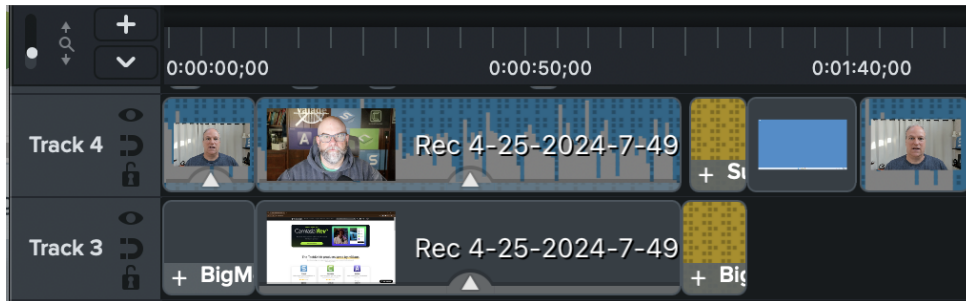 0:00:00;00 0:00:50;00 0:01:40;00
Track 4
Rec 4-25-2024-7-49
+ Su
Track 3
+ BigM
Rec 4-25-2024-7-49
+ Big